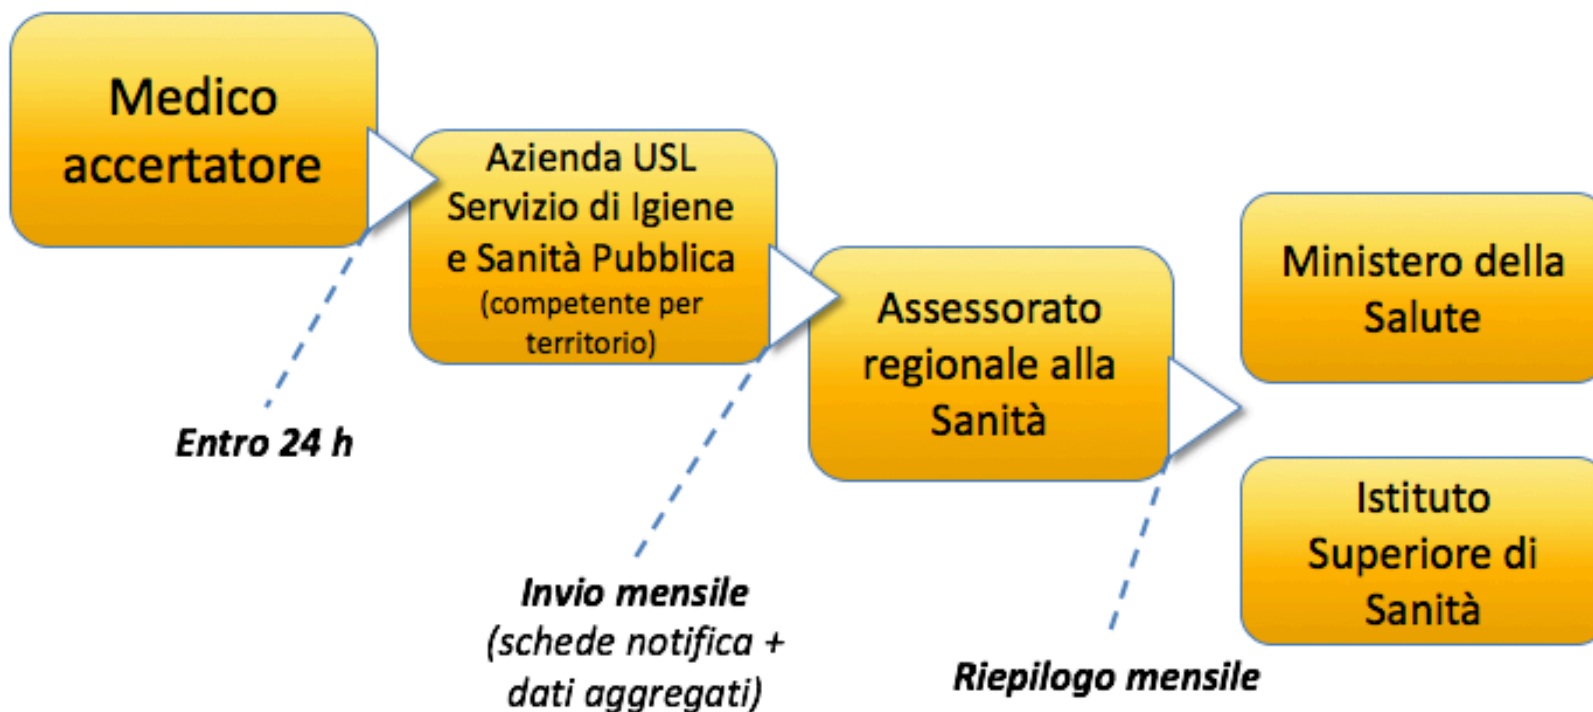 Medico
accertatore
Azienda USL
Servizio di Igiene
e Sanità Pubblica
(competente per
territorio)
Assessorato
regionale alla
Sanità
Ministero della
Salute
Istituto
Superiore di
Sanità
Entro 24 h
Invio mensile
(schede notifica +
dati aggregati)
Riepilogo mensile